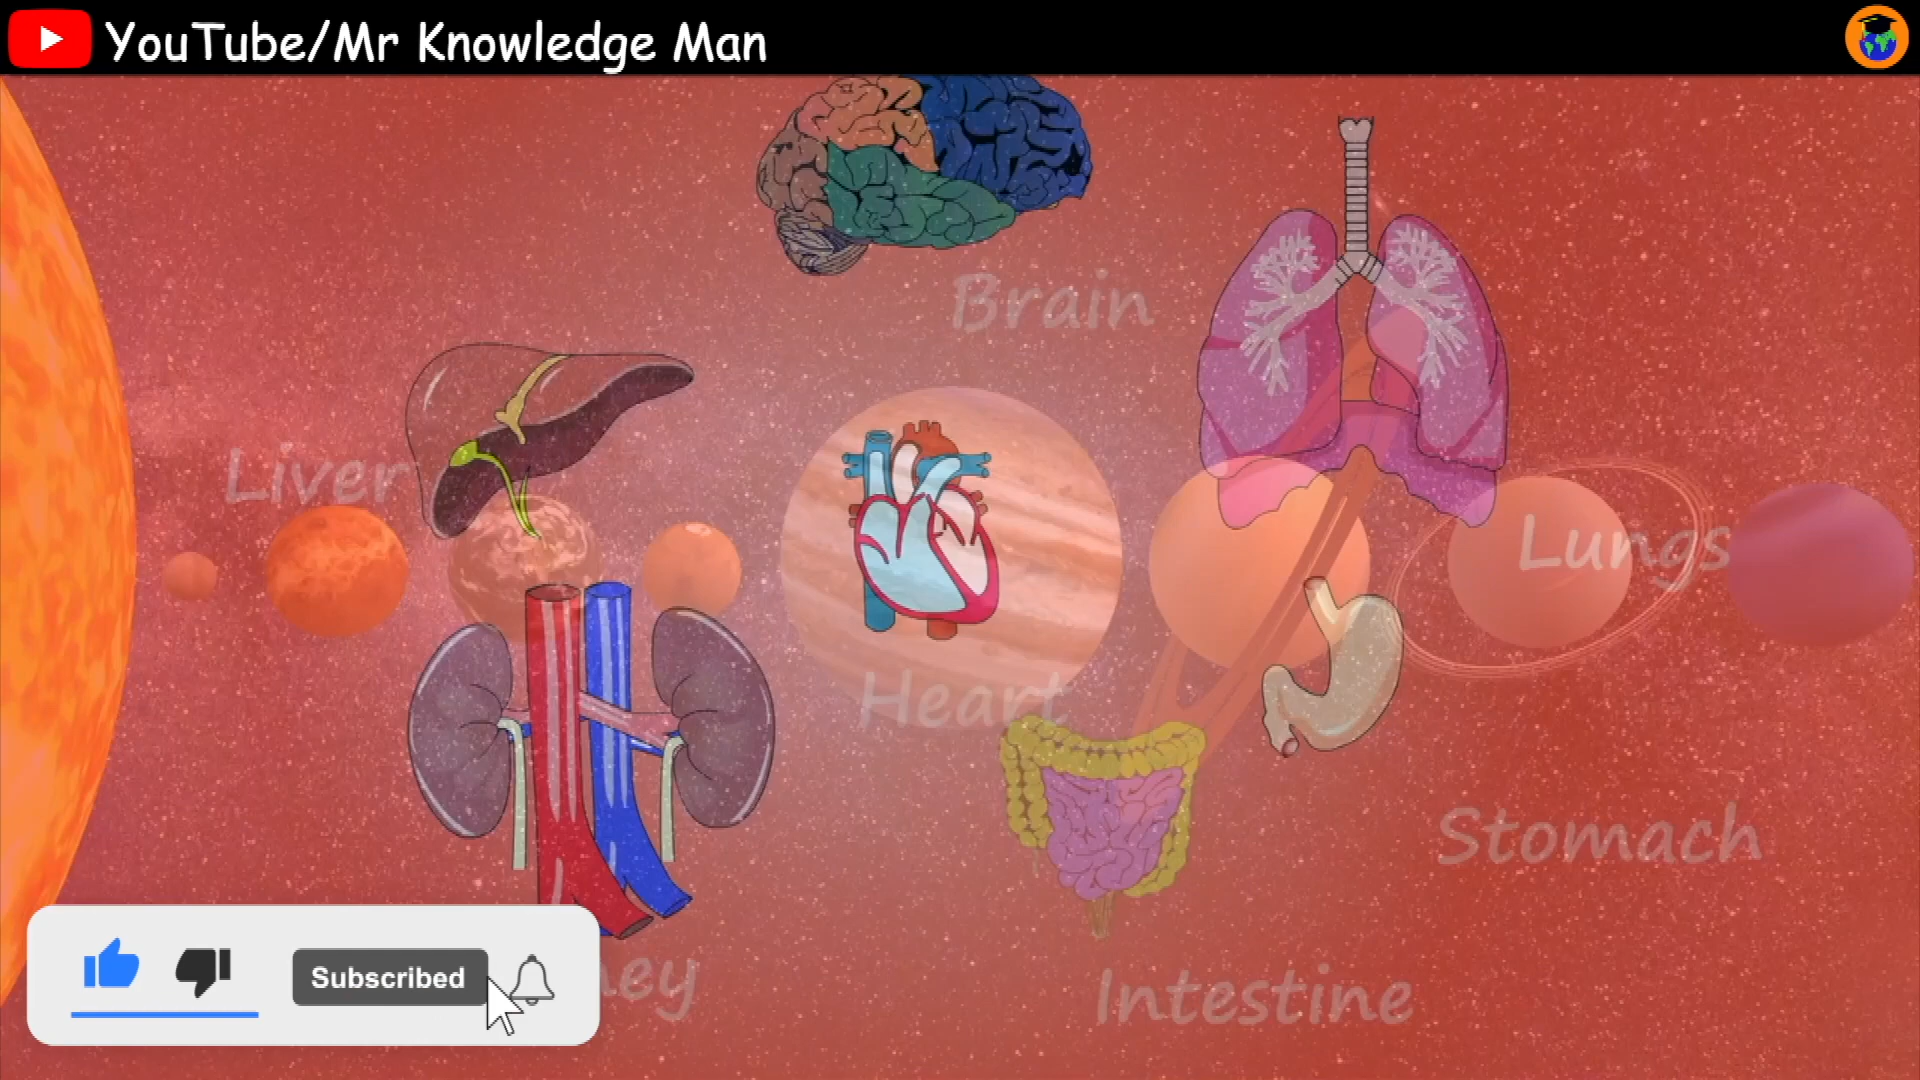 YouTube/Mr Knowledge Man
Brain
Liver
Lungs
Heart
Stomach
Subscribed
Intestine